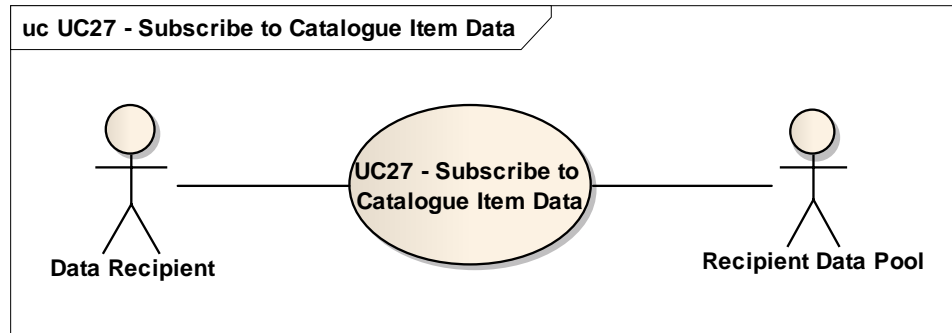 uc UC27 - Subscribe to Catalogue Item Data
UC27 - Subscribe to
Catalogue Item Data
Data Recipient
Recipient Data Pool